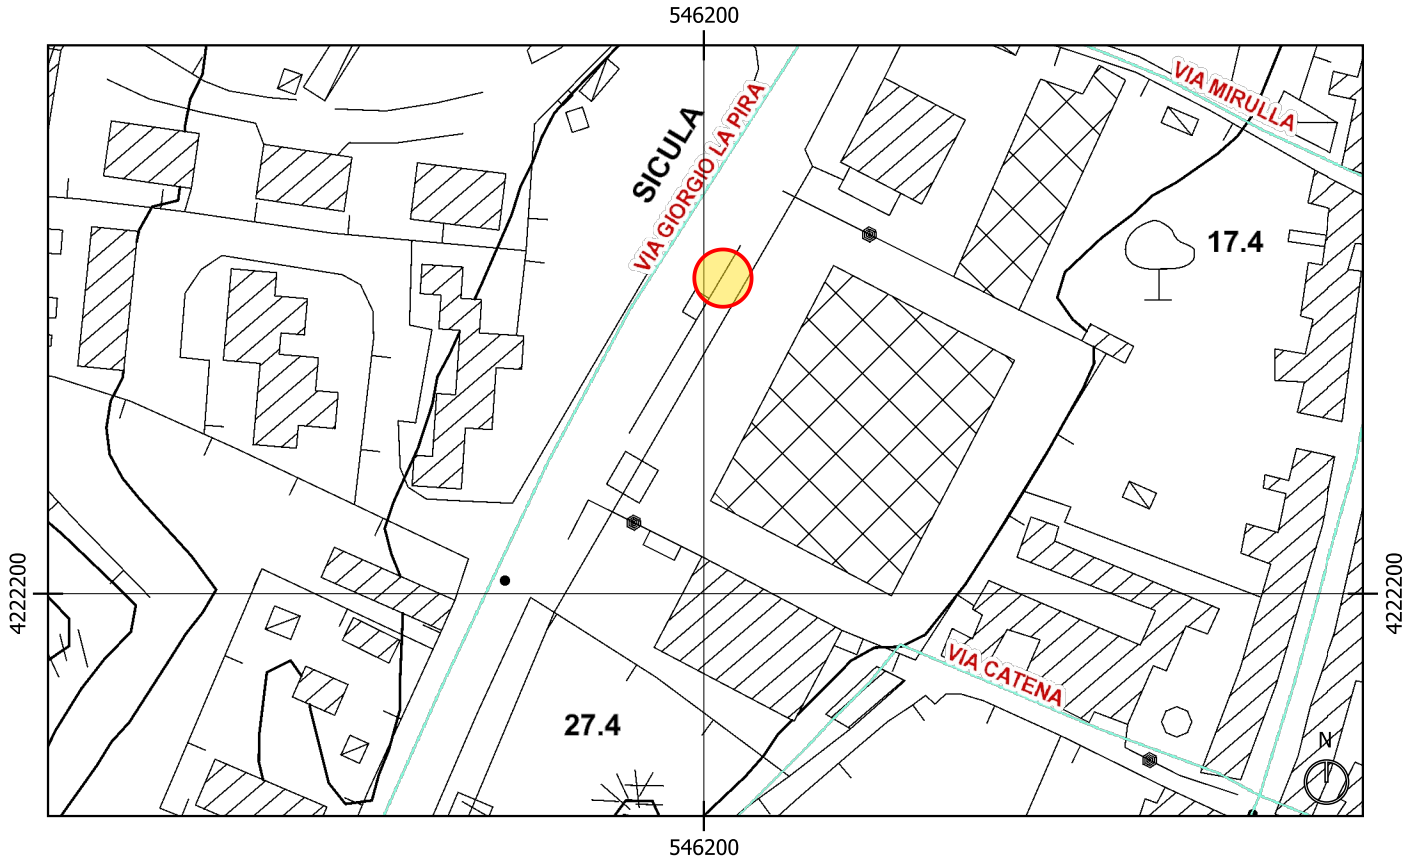 546200
VIA MIRULLA
SICULA
VIA GIORGIO LA PIRA
17.4
4222200
4222200
VIA CATENA
27.4
N
546200